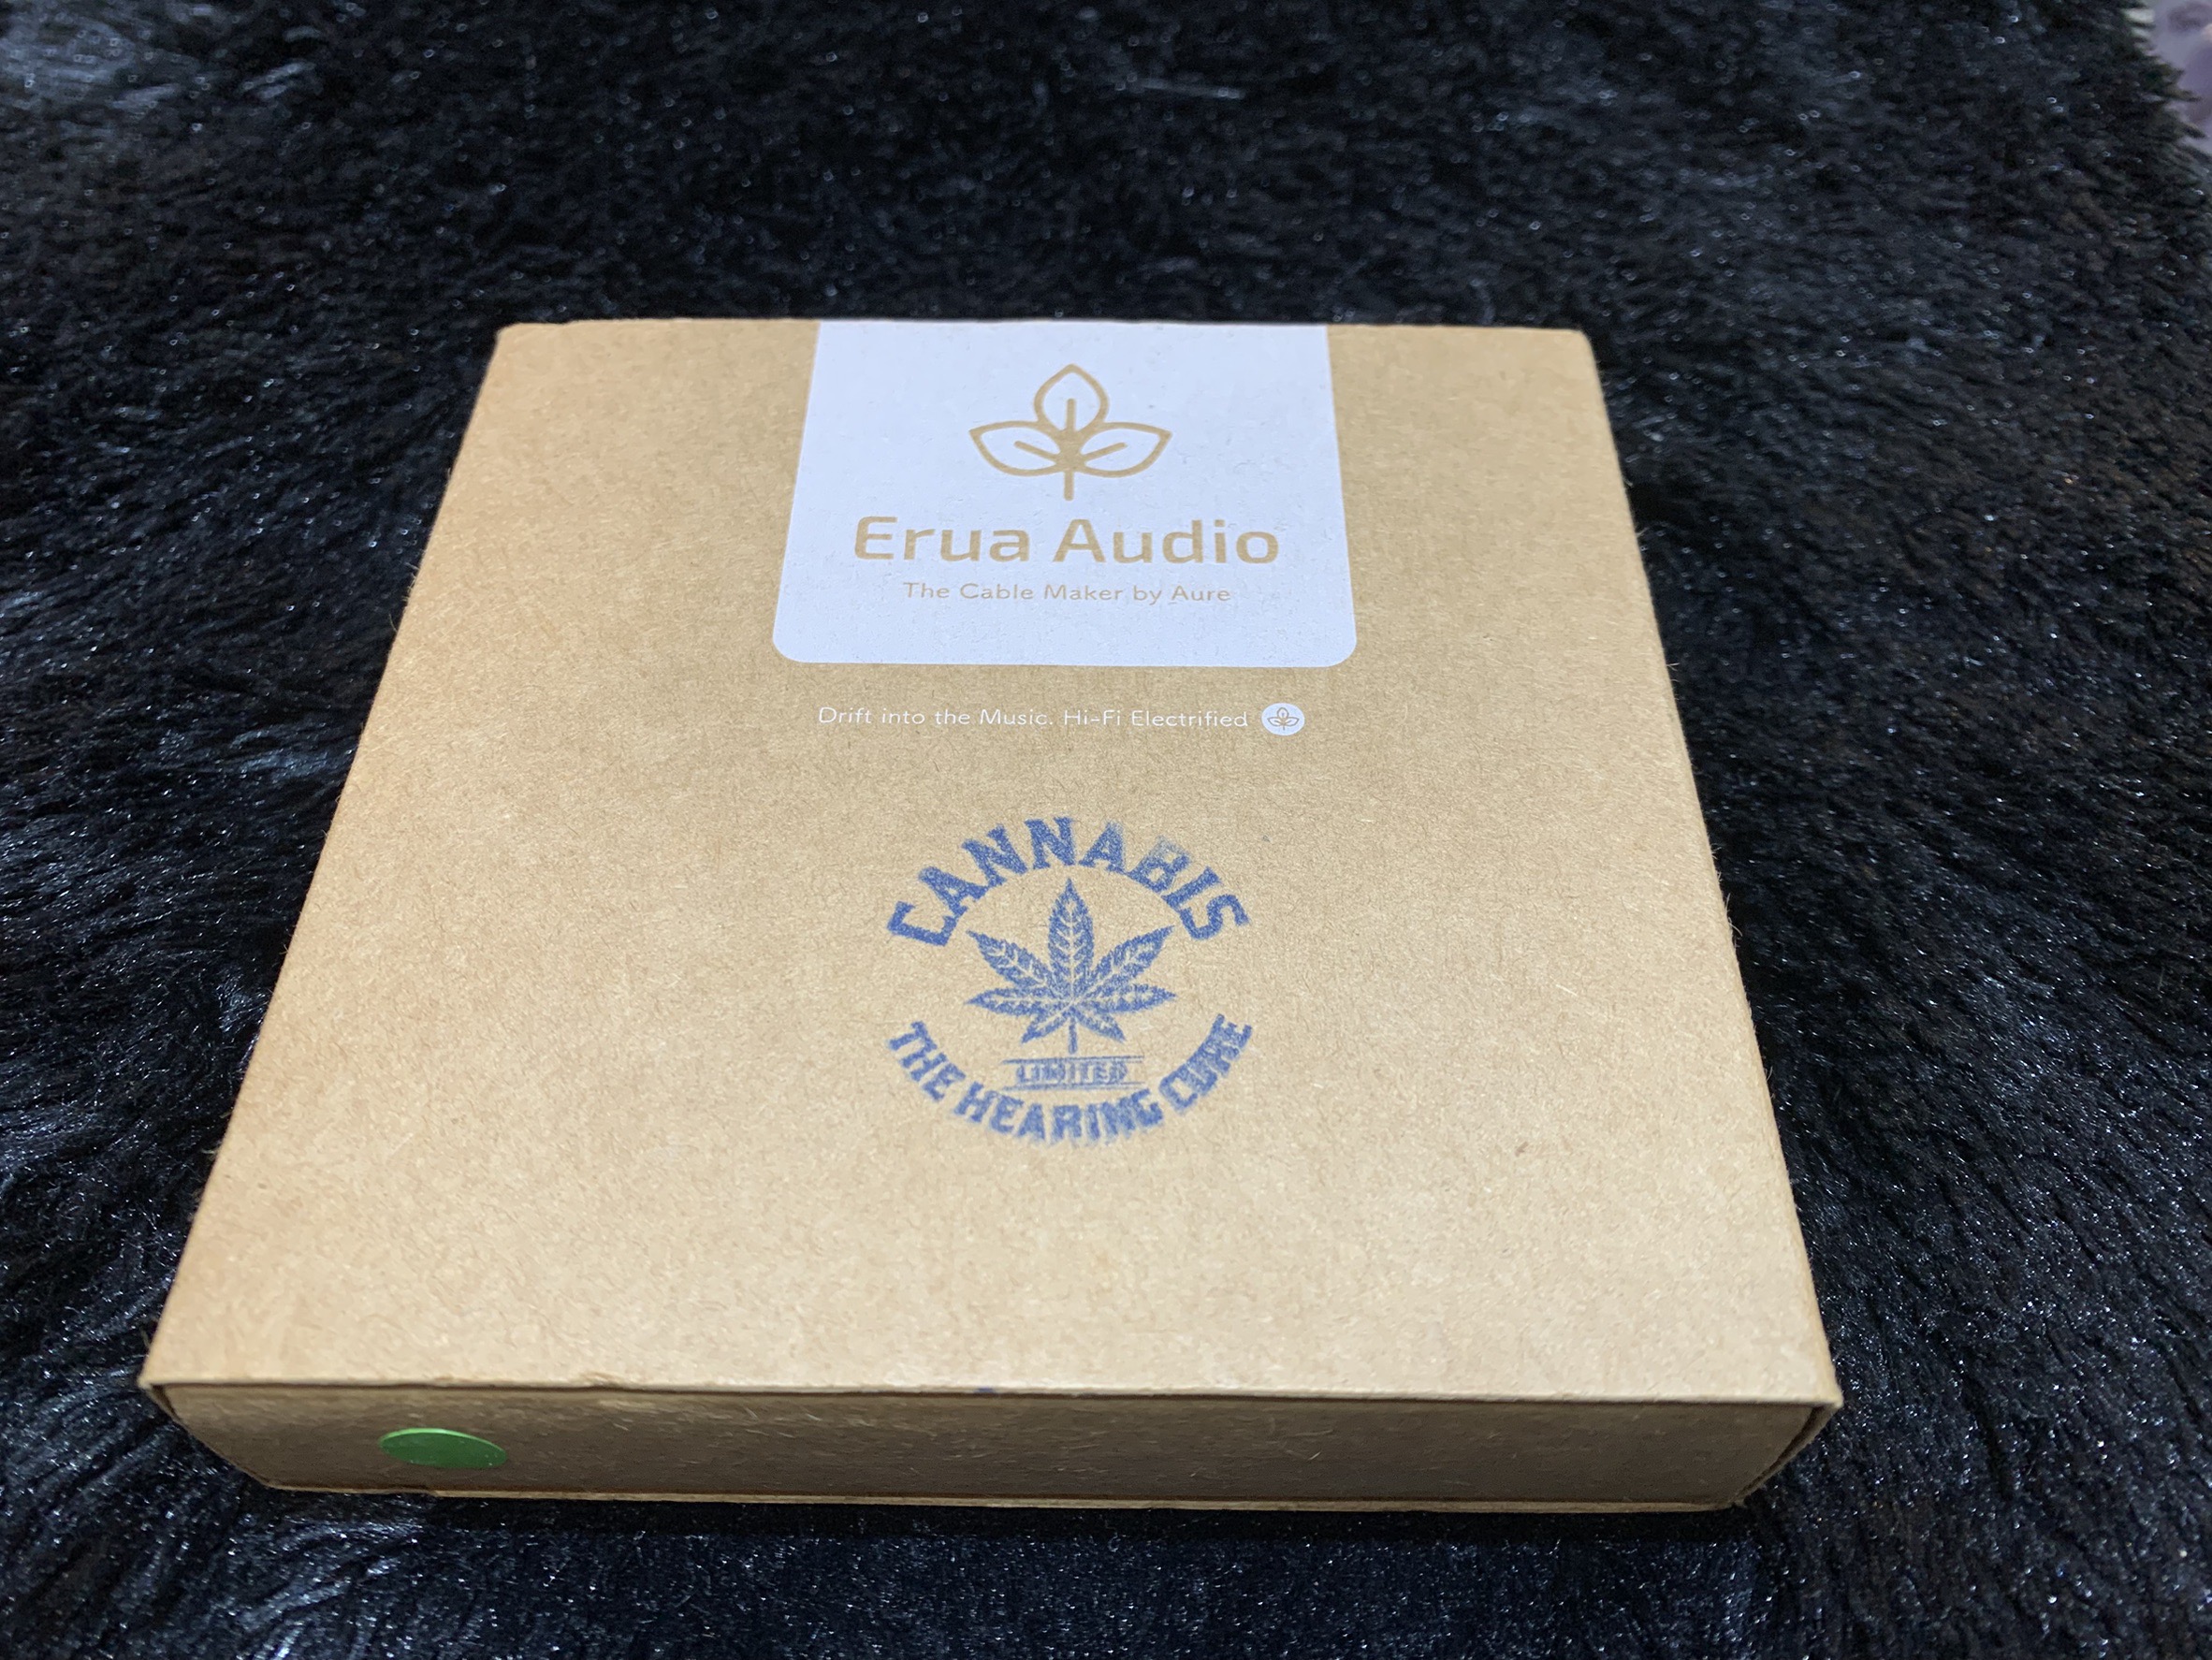 Erua Audio
The Cable Maker by Aure
Drift into the Music. Hi-Fi Electrified
CANNABIS
LIMITED
THE HEARING CURE